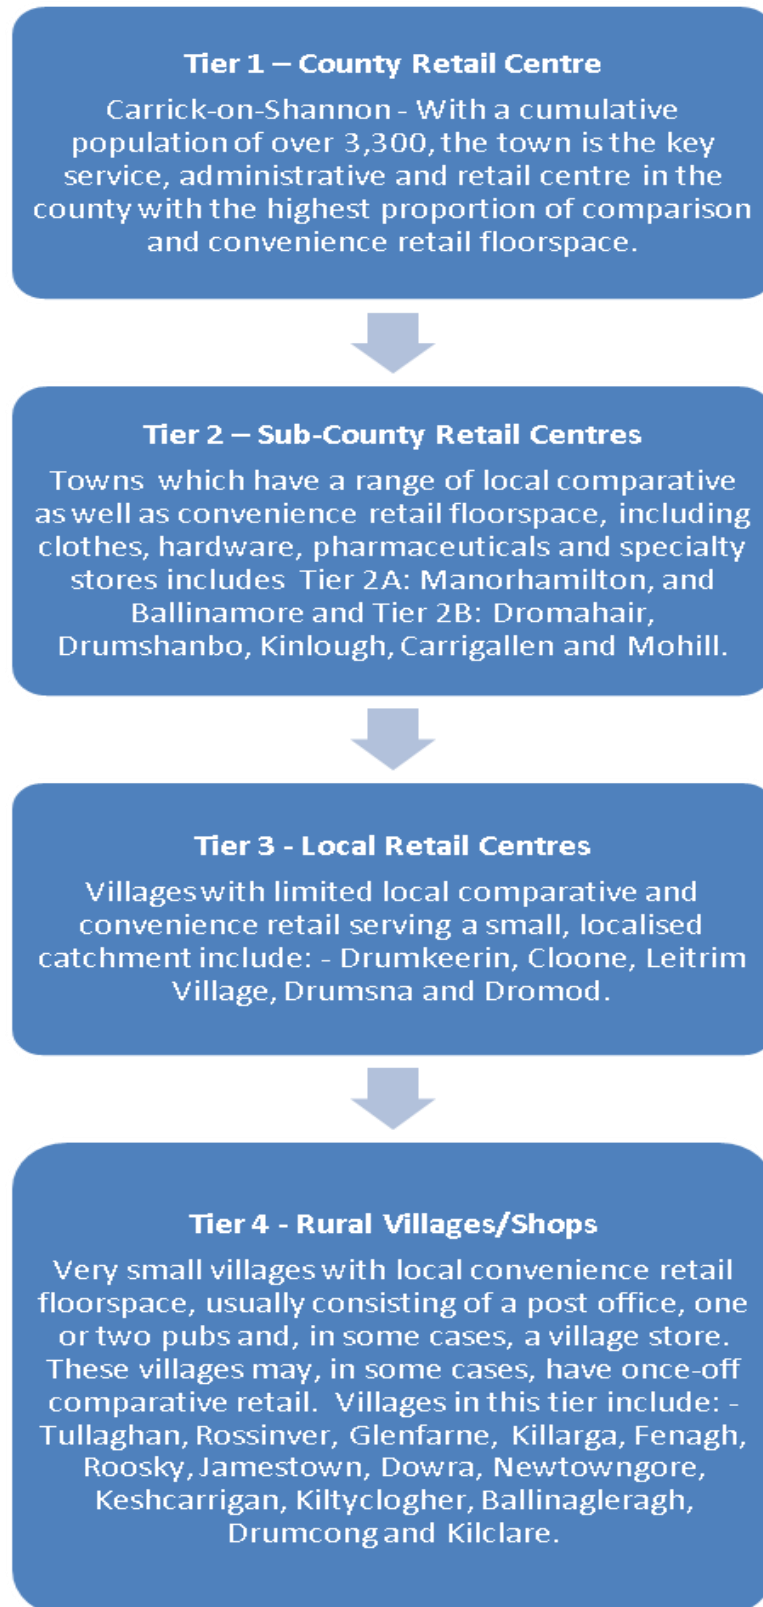 Tier 1 – County Retail Centre
Carrick-on-Shannon - With a cumulative
population of over 3,300, the town is the key
service, administrative and retail centre in the
county with the highest proportion of comparison
and convenience retail floorspace.
Tier 2 – Sub-County Retail Centres
Towns which have a range of local comparative
as well as convenience retail floorspace, including
clothes, hardware, pharmaceuticals and specialty
stores includes Tier 2A: Manorhamilton, and
Ballinamore and Tier 2B: Dromahair,
Drumshanbo, Kinlough, Carrigallen and Mohill.
Tier 3 - Local Retail Centres
Villages with limited local comparative and
convenience retail serving a small, localised
catchment include: - Drumkeerin, Cloone, Leitrim
Village, Drumsna and Dromod.
Tier 4 - Rural Villages/Shops
Very small villages with local convenience retail
floorspace, usually consisting of a post office, one
or two pubs and, in some cases, a village store.
These villages may, in some cases, have once-off
comparative retail. Villages in this tier include: -
Tullaghan, Rossinver, Glenfarne, Killarga, Fenagh,
Roosky, Jamestown, Dowra, Newtowngore,
Keshcarrigan, Kiltyclogher, Ballinagleragh,
Drumcong and Kilclare.